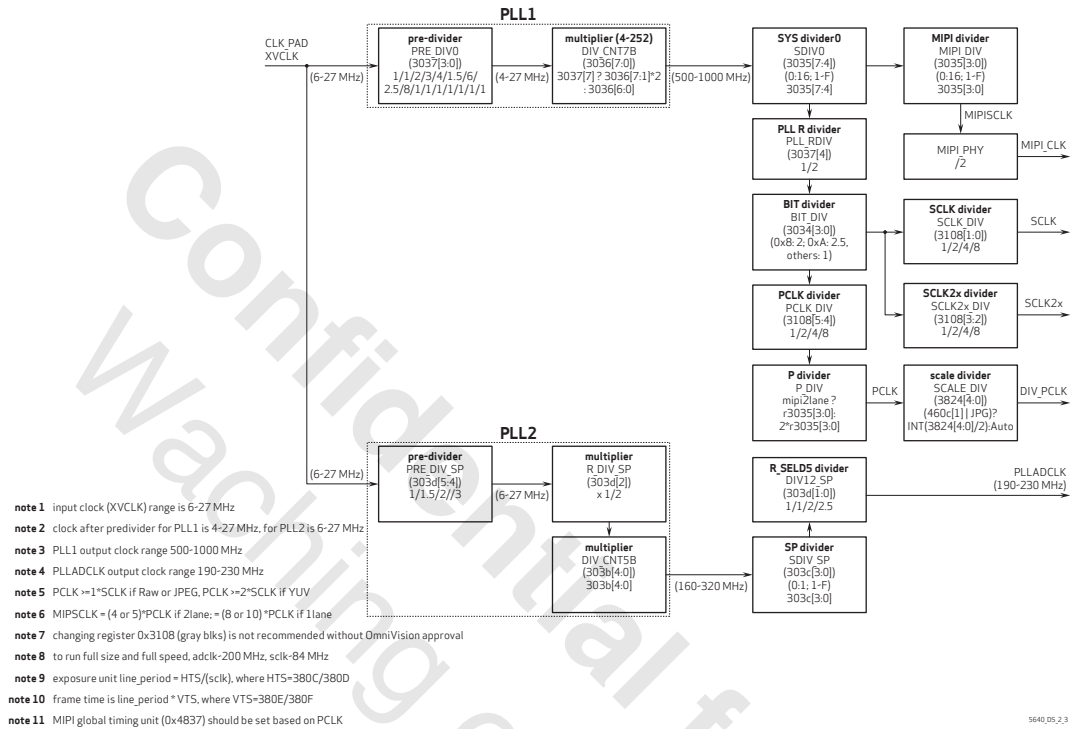 PLL1
CLK_PAD
XVCLK
(6-27 MHz)
pre-divider
PRE_DIV0
(3037[3:0])
1/1/2/3/4/1.5/6/
2.5/8/1/1/1/1/1/1/1
(4-27 MHz)
multiplier (4-252)
DIV_CNT7B
(3036[7:0])
3037[7] ? 3036[7:1]*2
: 3036[6:0]
(500-1000 MHz)
SYS divider0
SDIV0
(3035[7:4])
(0:16; 1-F)
3035[7:4]
MIPI divider
MIPI_DIV
(3035[3:0])
(0:16; 1-F)
3035[3:0]
MIPISCLK
PLL R divider
PLL_RDIV
(3037[4])
1/2
MIPI_PHY
/2
MIPI_CLK
BIT divider
BIT_DIV
(3034[3:0])
(0x8: 2; 0xA: 2.5,
others: 1)
SCLK divider
SCLK_DIV
(3108[1:0])
1/2/4/8
SCLK
PCLK divider
PCLK_DIV
(3108[5:4])
1/2/4/8
SCLK2x divider
SCLK2x_DIV
(3108[3:2])
1/2/4/8
SCLK2x
P divider
P_DIV
mipi2lane ?
r3035[3:0]:
2*r3035[3:0]
PCLK
scale divider
SCALE_DIV
(3824[4:0])
(460c[1] | JPG)?
INT(3824[4:0]/2):Auto
DIV_PCLK
PLL2
(6-27 MHz)
pre-divider
PRE_DIV_SP
(303d[5:4])
1/1.5/2//3
(6-27 MHz)
multiplier
R_DIV_SP
(303d[2])
x 1/2
multiplier
DIV_CNT5B
(303b[4:0])
303b[4:0]
(160-320 MHz)
R_SELD5 divider
DIV12_SP
(303d[1:0])
1/1/2/2.5
PLLADCLK
(190-230 MHz)
SP divider
SDIV_SP
(303c[3:0])
(0:1; 1-F)
303c[3:0]
note 1 input clock (XVCLK) range is 6-27 MHz
note 2 clock after predivider for PLL1 is 4-27 MHz, for PLL2 is 6-27 MHz
note 3 PLL1 output clock range 500-1000 MHz
note 4 PLLADCLK output clock range 190-230 MHz
note 5 PCLK >=1*SCLK if Raw or JPEG, PCLK >=2*SCLK if YUV
note 6 MIPSCLK = (4 or 5)*PCLK if 2lane; = (8 or 10) *PCLK if 1lane
note 7 changing register 0x3108 (gray blks) is not recommended without OmniVision approval
note 8 to run full size and full speed, adclk~200 MHz, sclk~84 MHz
note 9 exposure unit line_period = HTS/(sclk), where HTS=380C/380D
note 10 frame time is line_period * VTS, where VTS=380E/380F
note 11 MIPI global timing unit (0x4837) should be set based on PCLK
5640_DS_2_3
Confidential f
Waching